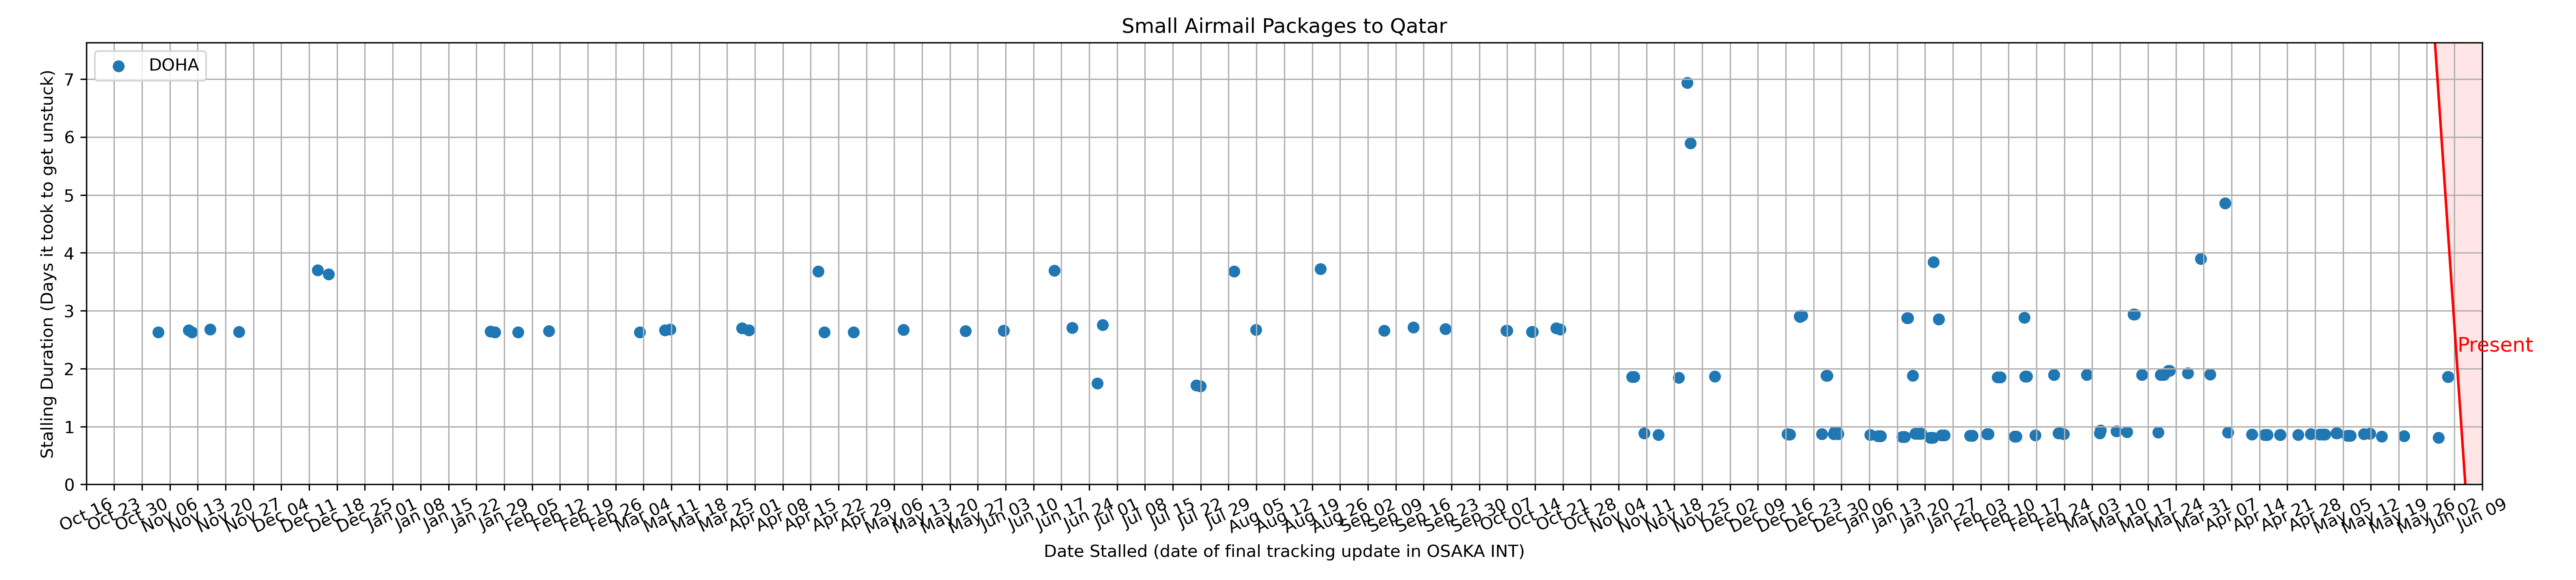 Small Airmail Packages to Qatar
DOHA
Stalling Duration (Days it took to get unstuck)
7
6
5
4
3
2
1
0
Present
Oct 16
Oct 23
Oct 30
Nov 06
Nov 13
Nov 20
Nov 27
Dec 04
Dec 11
Dec 18
Dec 25
Jan 01
Jan 08
Jan 15
Jan 22
Jan 29
Feb 05
Feb 12
Feb 19
Feb 26
Mar 04
Mar 11
Mar 18
Mar 25
Apr 01
Apr 08
Apr 15
Apr 22
Apr 29
May 06
May 13
May 20
May 27
Jun 03
Jun 10
Jun 17
Jun 24
Jul 01
Jul 08
Jul 15
Jul 22
Jul 29
Aug 05
Aug 12
Aug 19
Aug 26
Sep 02
Sep 09
Sep 16
Sep 23
Sep 30
Oct 07
Oct 14
Oct 21
Oct 28
Nov 04
Nov 11
Nov 18
Nov 25
Dec 02
Dec 09
Dec 16
Dec 23
Dec 30
Jan 06
Jan 13
Jan 20
Jan 27
Feb 03
Feb 10
Feb 17
Feb 24
Mar 03
Mar 10
Mar 17
Mar 24
Mar 31
Apr 07
Apr 14
Apr 21
Apr 28
May 05
May 12
May 19
May 26
Jun 02
Jun 09
Date Stalled (date of final tracking update in OSAKA INT)